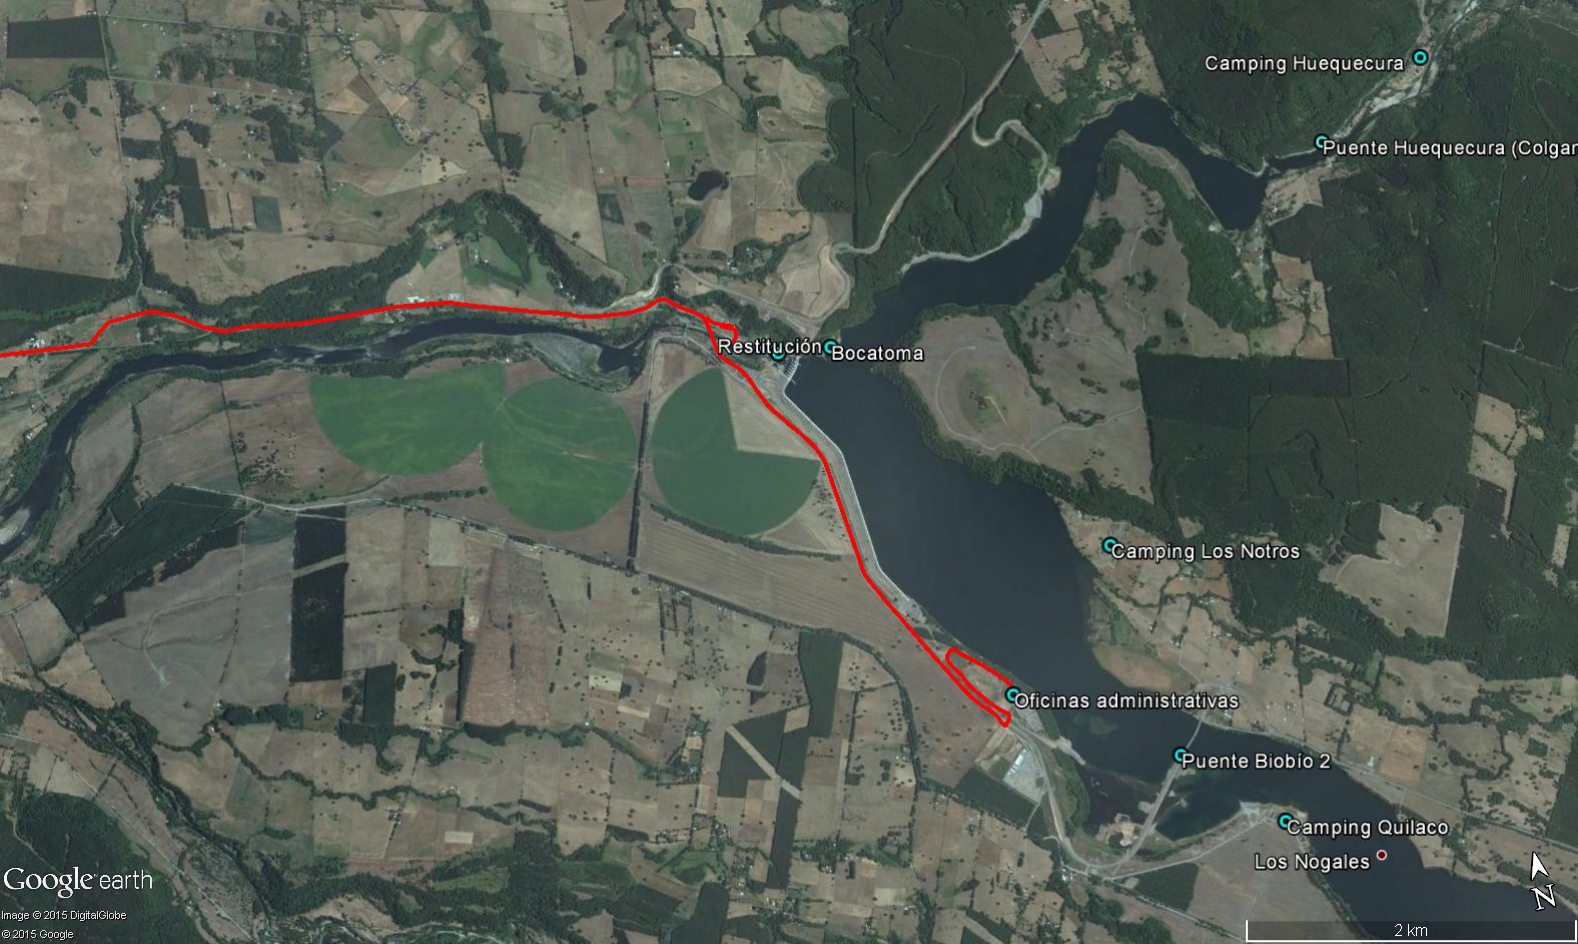 Camping Huequecura
Puente Huequecura (Colgan
Restitución
Bocatoma
Camping Los Notros
Oficinas administrativas
Puente Biobío 2
Camping Quilaco
Los Nogales
Google earth
Image © 2015 DigitalGlobe
© 2015 Google
N
2 km